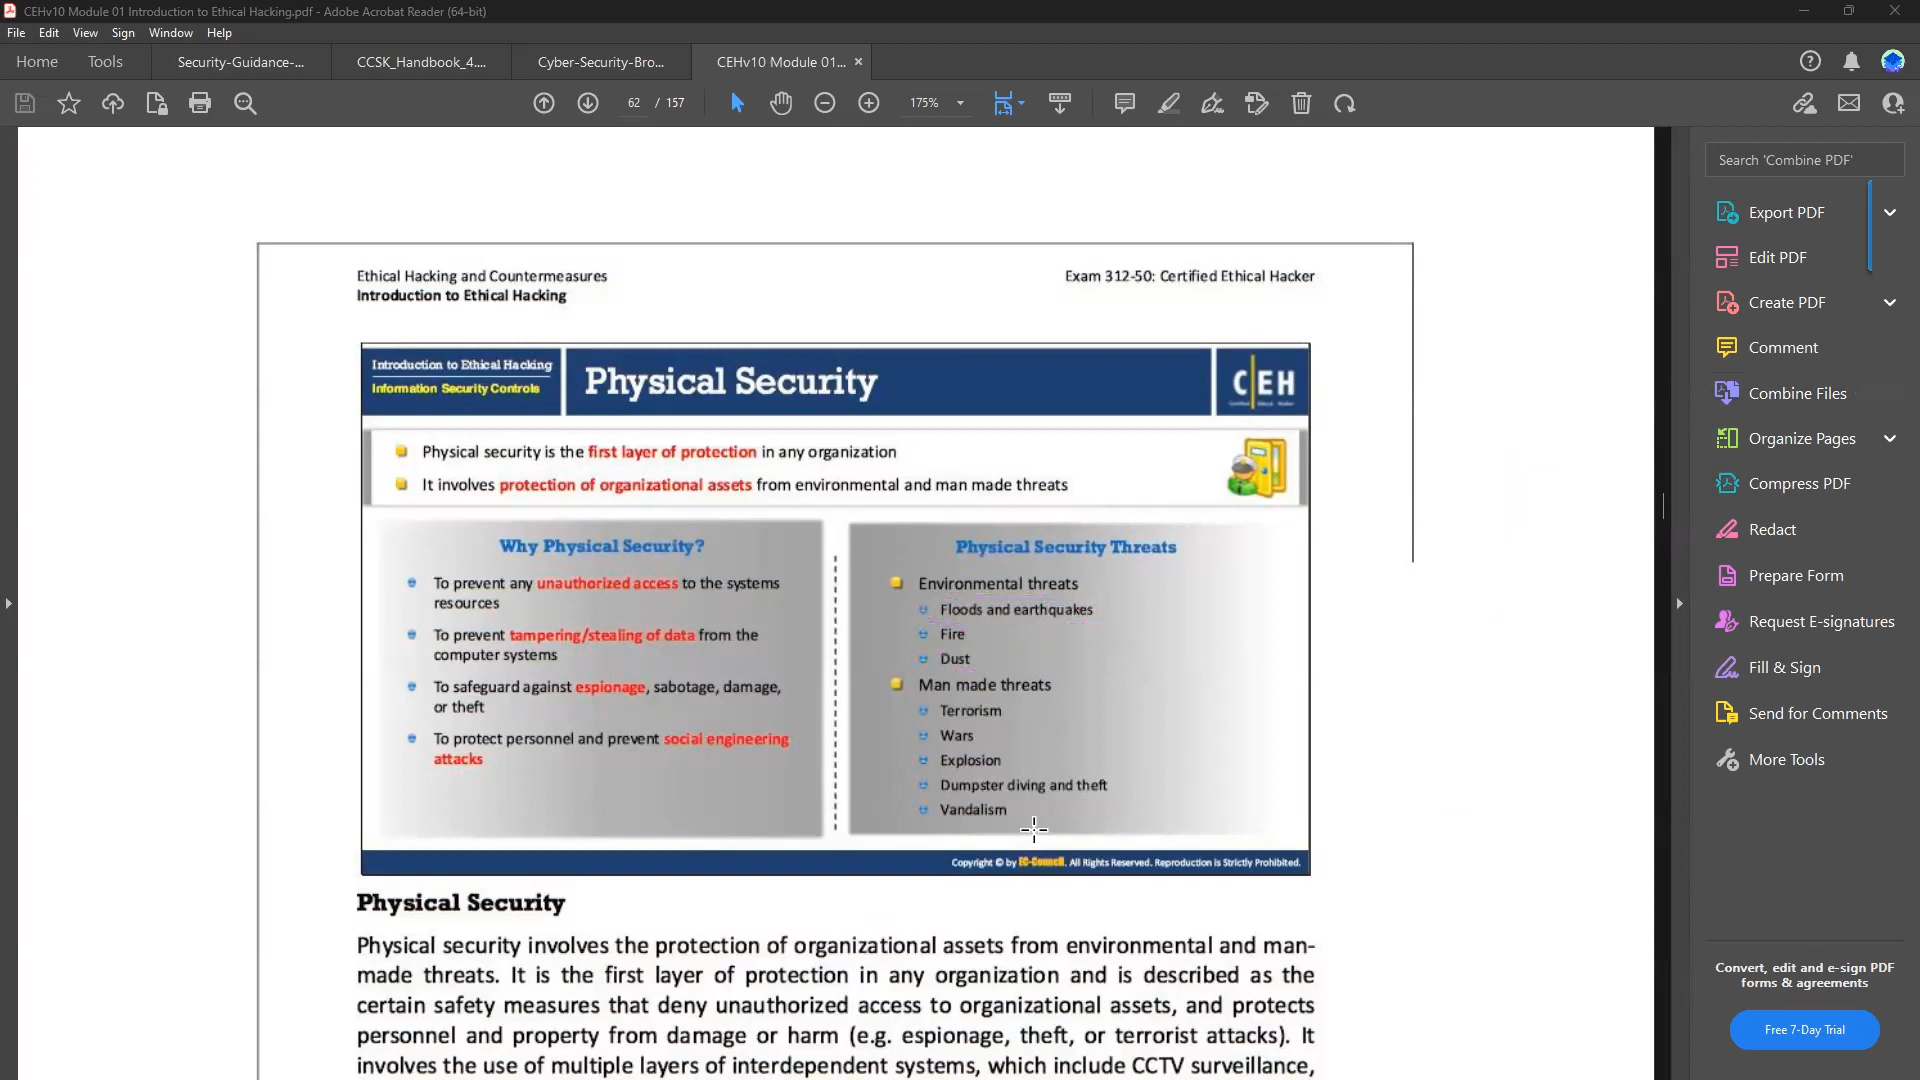 CEHv10 Module 01 Introduction to Ethical Hacking.pdf - Adobe Acrobat Reader (64-bit)
File Edit View Sign Window Help
Home Tools Security-Guidance-... CCSK_Handbook_4.... Cyber-Security-Bro... CEHv10 Module 01... ×
62 / 157 175%
Search 'Combine PDF'
Export PDF
Edit PDF
Create PDF
Comment
Combine Files
Organize Pages
Compress PDF
Redact
Prepare Form
Request E-signatures
Fill & Sign
Send for Comments
More Tools
Convert, edit and e-sign PDF
forms & agreements
Free 7-Day Trial
Ethical Hacking and Countermeasures Exam 312-50: Certified Ethical Hacker
Introduction to Ethical Hacking
Introduction to Ethical Hacking
Information Security Controls
Physical Security
CEH
Physical security is the first layer of protection in any organization
It involves protection of organizational assets from environmental and man made threats
Why Physical Security?
To prevent any unauthorized access to the systems
resources
To prevent tampering/stealing of data from the
computer systems
To safeguard against espionage, sabotage, damage,
or theft
To protect personnel and prevent social engineering
attacks
Physical Security Threats
Environmental threats
Floods and earthquakes
Fire
Dust
Man made threats
Terrorism
Wars
Explosion
Dumpster diving and theft
Vandalism
Copyright © by EC-Council. All Rights Reserved. Reproduction is Strictly Prohibited.
Physical Security
Physical security involves the protection of organizational assets from environmental and man-
made threats. It is the first layer of protection in any organization and is described as the
certain safety measures that deny unauthorized access to organizational assets, and protects
personnel and property from damage or harm (e.g. espionage, theft, or terrorist attacks). It
involves the use of multiple layers of interdependent systems, which include CCTV surveillance,